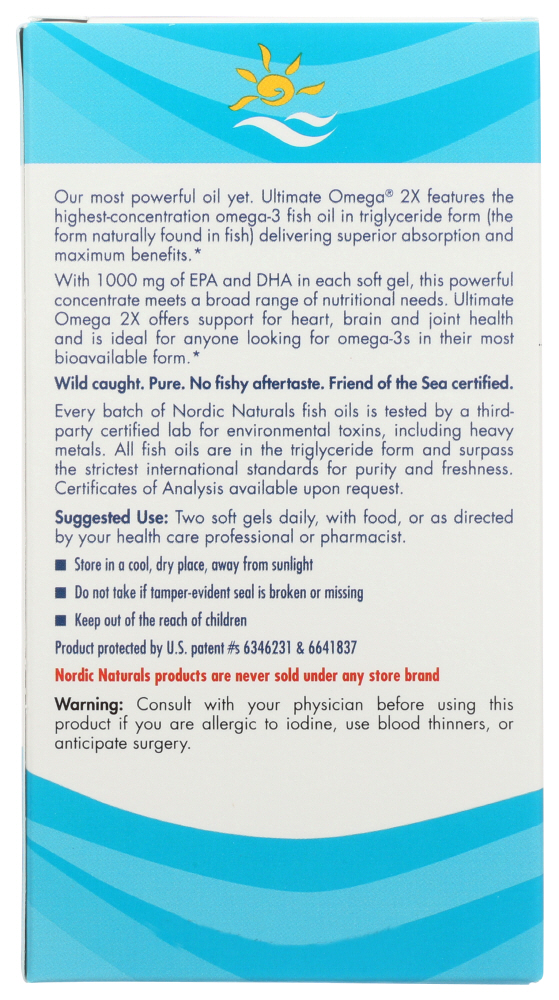 Our most powerful oil yet. Ultimate Omega® 2X features the
highest-concentration omega-3 fish oil in triglyceride form (the
form naturally found in fish) delivering superior absorption and
maximum benefits.*
With 1000 mg of EPA and DHA in each soft gel, this powerful
concentrate meets a broad range of nutritional needs. Ultimate
Omega 2X offers support for heart, brain and joint health
and is ideal for anyone looking for omega-3s in their most
bioavailable form.*
Wild caught. Pure. No fishy aftertaste. Friend of the Sea certified.
Every batch of Nordic Naturals fish oils is tested by a third-
party certified lab for environmental toxins, including heavy
metals. All fish oils are in the triglyceride form and surpass
the strictest international standards for purity and freshness.
Certificates of Analysis available upon request.
Suggested Use: Two soft gels daily, with food, or as directed
by your health care professional or pharmacist.
■ Store in a cool, dry place, away from sunlight
■ Do not take if tamper-evident seal is broken or missing
■ Keep out of the reach of children
Product protected by U.S. patent #s 6346231 & 6641837
Nordic Naturals products are never sold under any store brand
Warning: Consult with your physician before using this
product if you are allergic to iodine, use blood thinners, or
anticipate surgery.